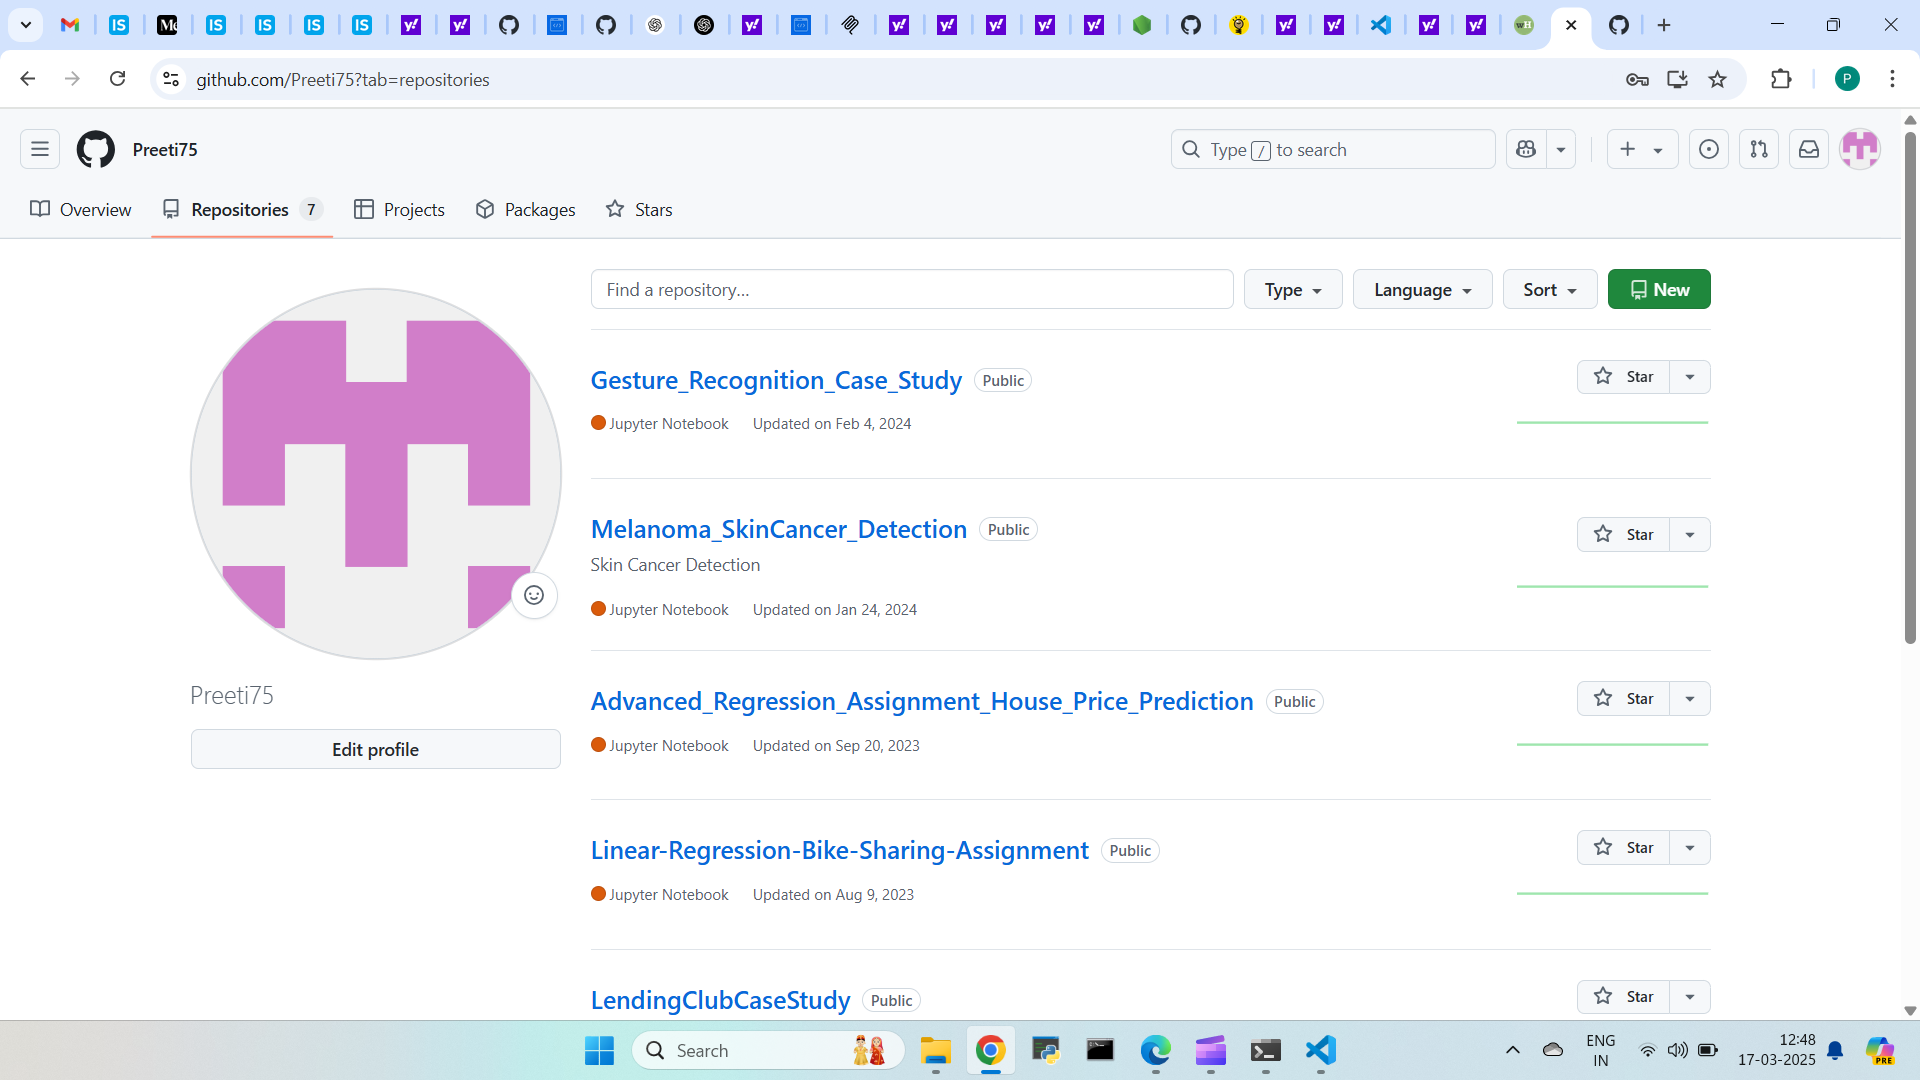 github.com/Preeti75?tab=repositories
P
Preeti75
Type / to search
Overview
Repositories 7
Projects
Packages
Stars
Find a repository...
Type
Language
Sort
New
Gesture_Recognition_Case_Study Public
Star
Jupyter Notebook Updated on Feb 4, 2024
Melanoma_SkinCancer_Detection Public
Star
Skin Cancer Detection
Jupyter Notebook Updated on Jan 24, 2024
Preeti75
Edit profile
Advanced_Regression_Assignment_House_Price_Prediction Public
Star
Jupyter Notebook Updated on Sep 20, 2023
Linear-Regression-Bike-Sharing-Assignment Public
Star
Jupyter Notebook Updated on Aug 9, 2023
LendingClubCaseStudy Public
Star
Search
ENG
IN
12:48
17-03-2025
PRE